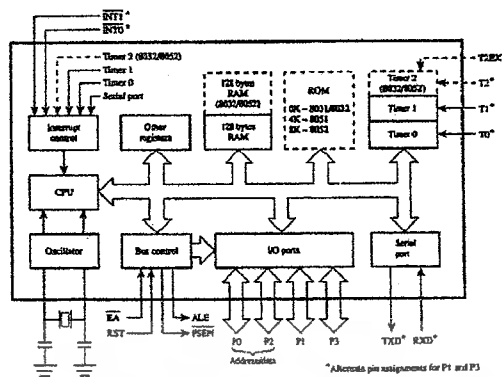 INT1*
INT0*
Timer 2 (8032/8052)
Timer 1
Timer 0
Serial port
Interrupt control
Other registers
128 bytes RAM (8032/8052)
128 bytes RAM
ROM
0K – 8031/8032
4K – 8051
8K – 8052
Timer 2 (8032/8052)
Timer 1
Timer 0
T2EX*
T2*
T1*
T0*
CPU
Oscillator
Bus control
I/O ports
Serial port
EA
RST
ALE
PSEN
P0 P2 P1 P3
Address/data
TXD* RXD*
*Alternate pin assignments for P1 and P3